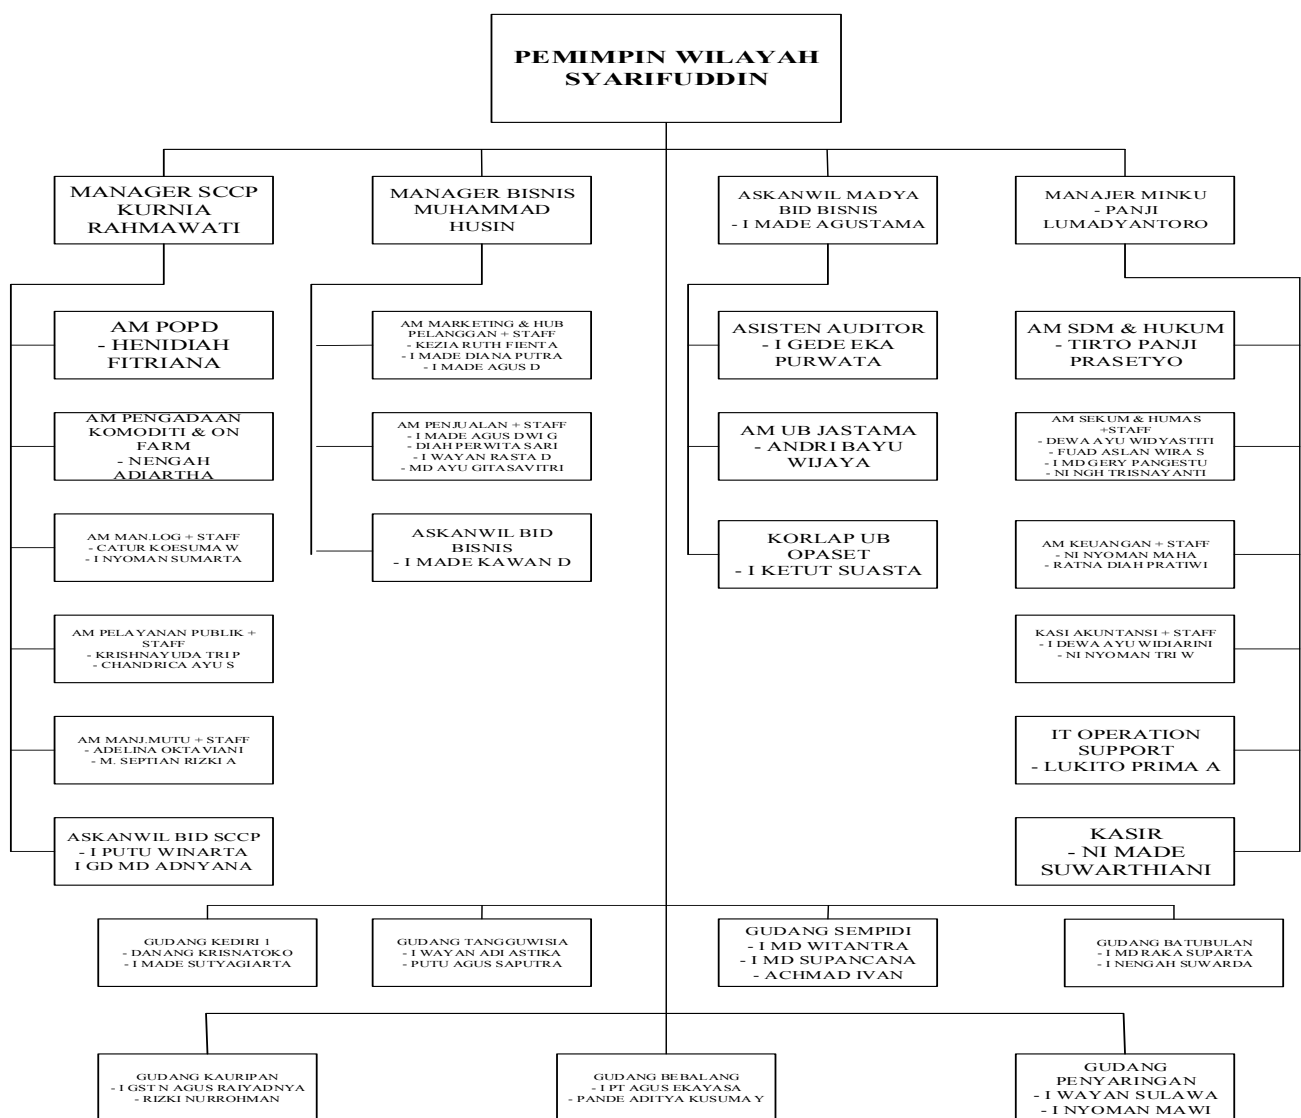 PEMIMPIN WILAYAH
SYARIFUDDIN
MANAGER SCCP
KURNIA
RAHMAWATI
MANAGER BISNIS
MUHAMMAD
HUSIN
ASKANWIL MADYA
BID BISNIS
- I MADE AGUSTAMA
MANAJER MINKU
- PANJI
LUMADYANTORO
AM POPD
- HENIDIAH
FITRIANA
AM MARKETING & HUB
PELANGGAN + STAFF
- KEZIA RUTH FIENTA
- I MADE DIANA PUTRA
- I MADE AGUS D
ASISTEN AUDITOR
- I GEDE EKA
PURWATA
AM SDM & HUKUM
- TIRTO PANJI
PRASETYO
AM PENGADAAN
KOMODITI & ON
FARM
- NENGAH
ADIARTHA
AM PENJUALAN + STAFF
- I MADE AGUS DWI G
- DIAH PERWITA SARI
- I WAYAN RASTA D
- MD AYU GITASAVITRI
AM UB JASTAMA
- ANDRI BAYU
WIJAYA
AM SEKUM & HUMAS
+STAFF
- DEWA AYU WIDYASTITI
- FUAD ASLAN WIRA S
- I MD GERY PANGESTU
- NI NGH TRISNAYANTI
AM MAN.LOG + STAFF
- CATUR KOESUMA W
- I NYOMAN SUMARTA
ASKANWIL BID
BISNIS
- I MADE KAWAN D
KORLAP UB
OPASET
- I KETUT SUASTA
AM KEUANGAN + STAFF
- NI NYOMAN MAHA
- RATNA DIAH PRATIWI
AM PELAYANAN PUBLIK +
STAFF
- KRISHNAYUDA TRI P
- CHANDRICA AYU S
KASI AKUNTANSI + STAFF
- I DEWA AYU WIDIARINI
- NI NYOMAN TRI W
AM MANJ.MUTU + STAFF
- ADELINA OKTAVIANI
- M. SEPTIAN RIZKI A
IT OPERATION
SUPPORT
- LUKITO PRIMA A
ASKANWIL BID SCCP
- I PUTU WINARTA
I GD MD ADNYANA
KASIR
- NI MADE
SUWARTHIANI
GUDANG KEDIRI 1
- DANANG KRISNATOKO
- I MADE SUTYAGIARTA
GUDANG TANGGUWISIA
- I WAYAN ADI ASTIKA
- PUTU AGUS SAPUTRA
GUDANG SEMPIDI
- I MD WITANTRA
- I MD SUPANCANA
- ACHMAD IVAN
GUDANG BATUBULAN
- I MD RAKA SUPARTA
- I NENGAH SUWARDA
GUDANG KAURIPAN
- I GST N AGUS RAIYADNYA
- RIZKI NURROHMAN
GUDANG BEBALANG
- I PT AGUS EKAYASA
- PANDE ADITYA KUSUMA Y
GUDANG
PENYARINGAN
- I WAYAN SULAWA
- I NYOMAN MAWI